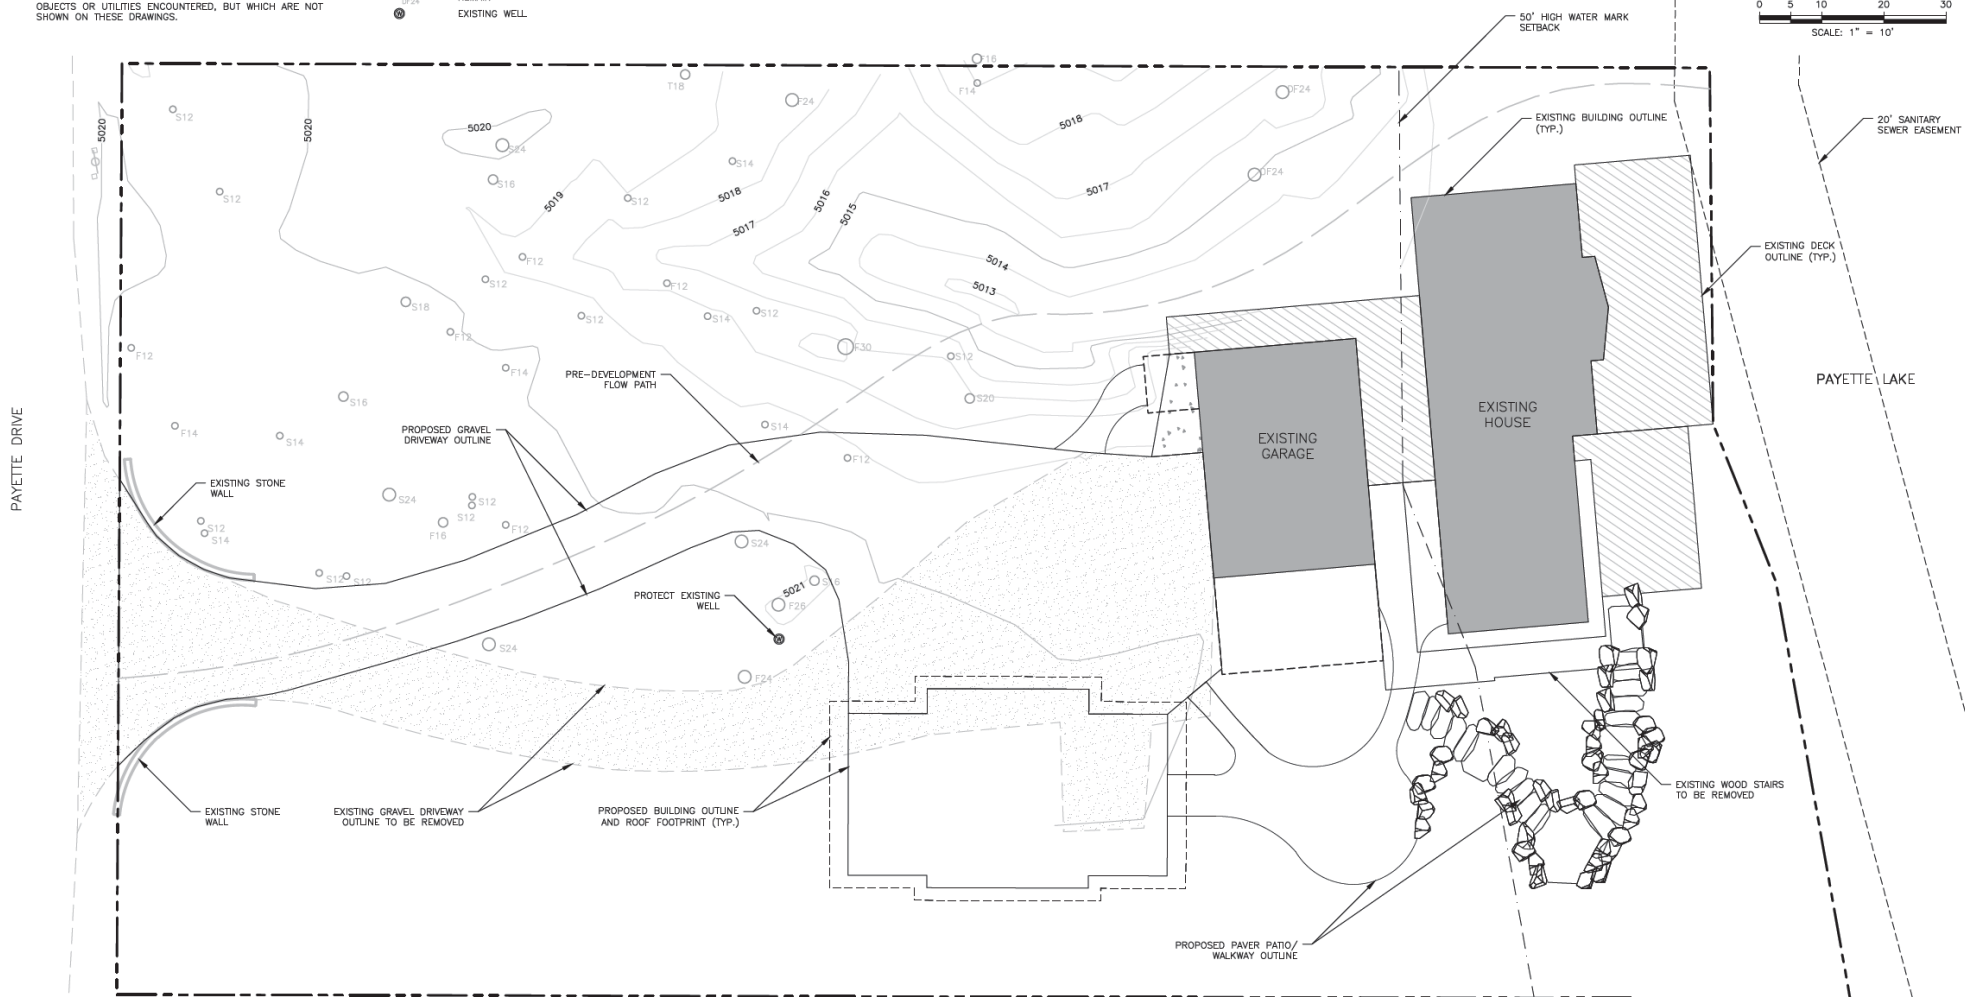 OBJECTS OR UTILITIES ENCOUNTERED, BUT WHICH ARE NOT
SHOWN ON THESE DRAWINGS.
DF24
EXISTING WELL
50' HIGH WATER MARK
SETBACK
0 5 10 20 30
SCALE: 1" = 10'
F18
T18
F14
F24
DF24
S12
5020
5020
5020
S24
5018
EXISTING BUILDING OUTLINE
(TYP.)
20' SANITARY
SEWER EASEMENT
S14
DF24
S16
S12
S12
5019
5018
5016
5015
5017
5017
EXISTING DECK
OUTLINE (TYP.)
F12
S12
F12
5014
5013
S18
S12
S14
S12
F12
F12
F30
S12
F14
PRE-DEVELOPMENT
FLOW PATH
PAYETTE LAKE
S16
S20
PAYETTE DRIVE
F14
S14
PROPOSED GRAVEL
DRIVEWAY OUTLINE
S14
EXISTING
HOUSE
EXISTING
GARAGE
F12
EXISTING STONE
WALL
S24
S12
S12
F16
F12
S12
S14
S24
S12
S12
5021
S16
PROTECT EXISTING
WELL
F26
W
S24
F24
EXISTING STONE
WALL
EXISTING GRAVEL DRIVEWAY
OUTLINE TO BE REMOVED
PROPOSED BUILDING OUTLINE
AND ROOF FOOTPRINT (TYP.)
EXISTING WOOD STAIRS
TO BE REMOVED
PROPOSED PAVER PATIO/
WALKWAY OUTLINE